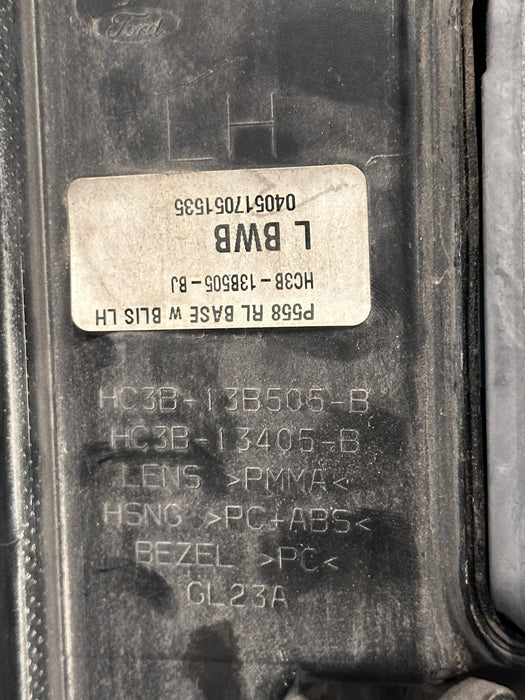 Ford
LH
P558 RL BASE w BLIS LH
HC3B-13B505-BJ
L BWB
040517051535
HC3B-13B505-B
HC3B-13405-B
LENS >PMMA<
HSNG >PC+ABS<
BEZEL >PC<
GL23A